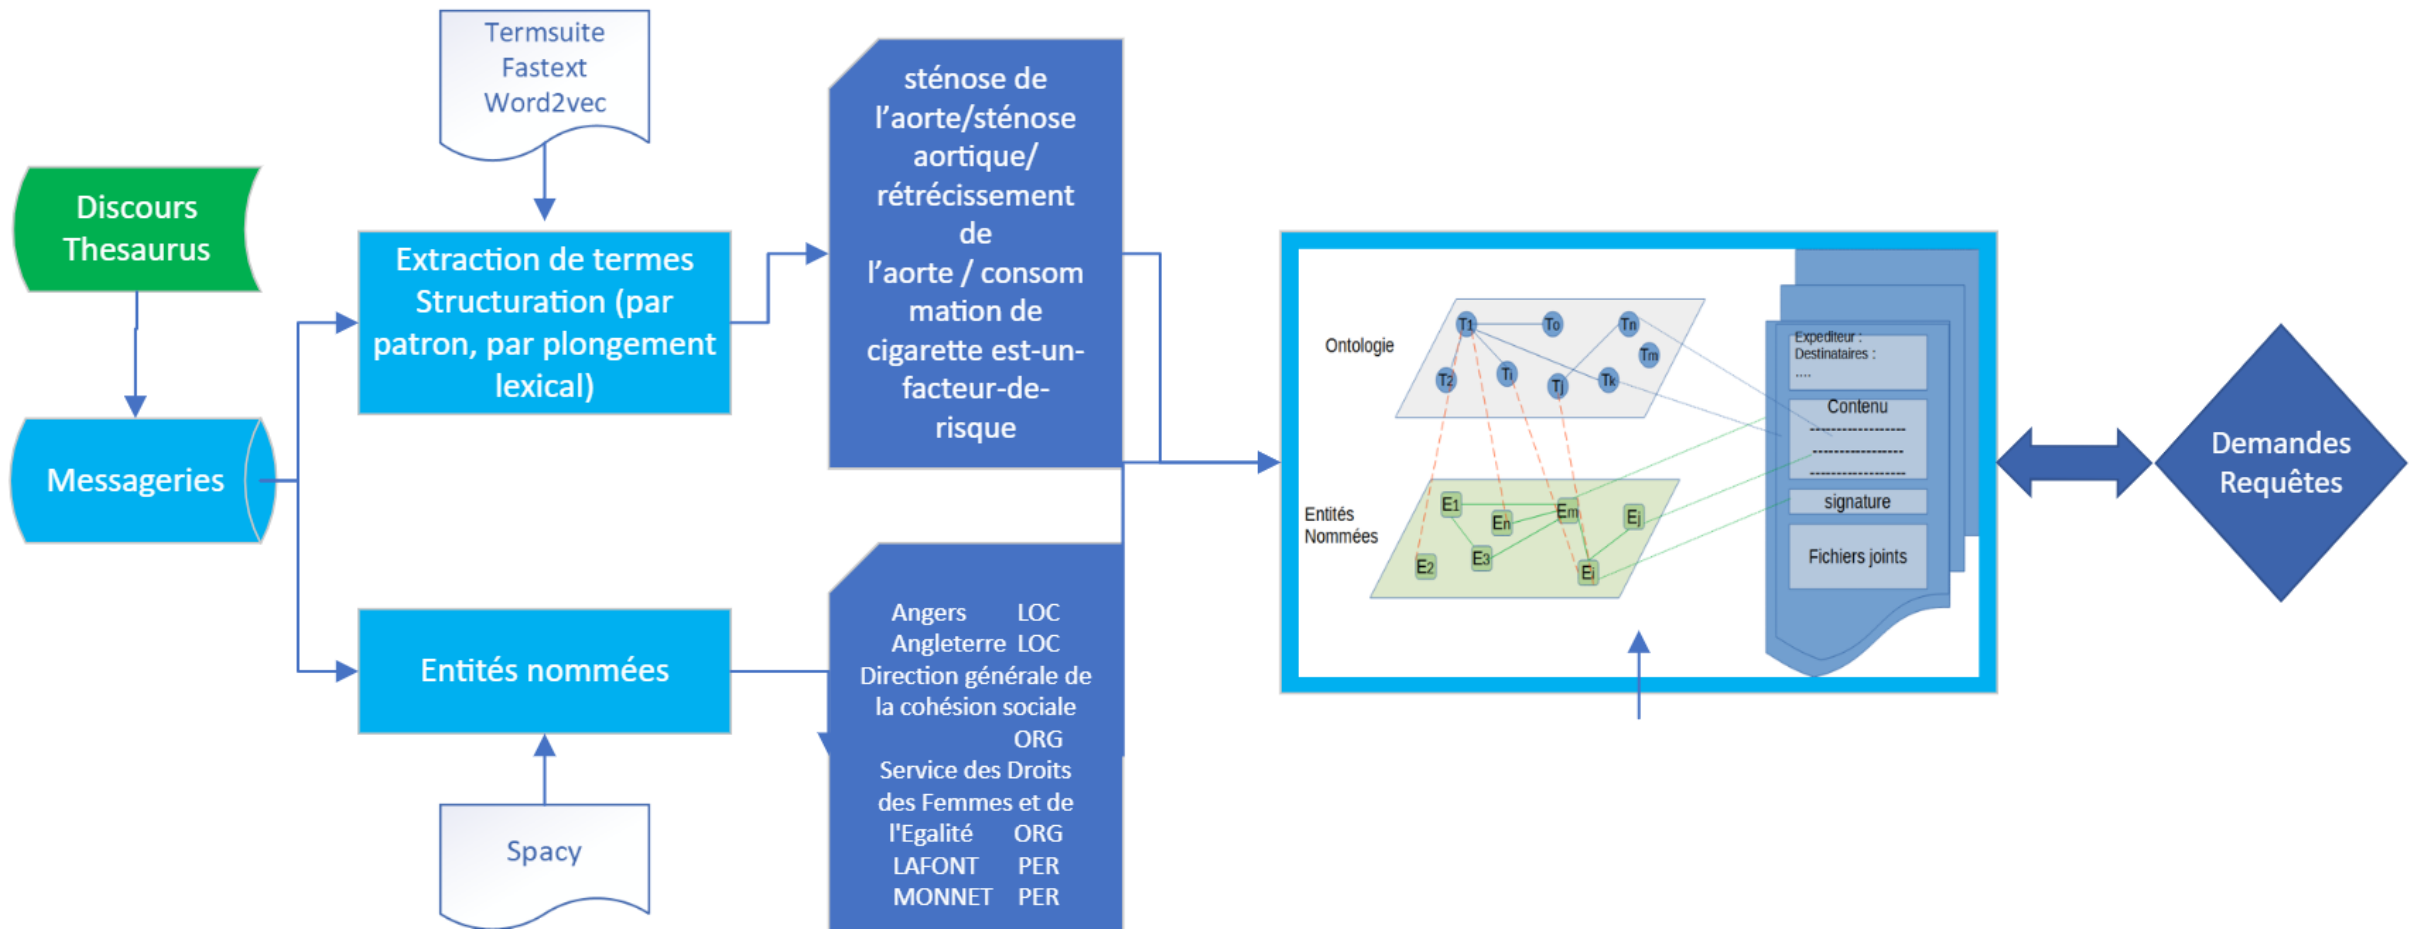 Termsuite
Fastext
Word2vec
Discours
Thesaurus
Messageries
Extraction de termes
Structuration (par
patron, par plongement
lexical)
Entités nommées
Spacy
sténose de
l’aorte/sténose
aortique/
rétrécissement
de
l’aorte / consom
mation de
cigarette est-un-
facteur-de-
risque
Angers LOC
Angleterre LOC
Direction générale de
la cohésion sociale
ORG
Service des Droits
des Femmes et de
l'Egalité ORG
LAFONT PER
MONNET PER
Ontologie
T1 To Tn
Tm
T2 Ti Tj Tk
Entités
Nommées
E1 En Em Ej
E2 E3 Ei
Expediteur :
Destinataires :
....
Contenu
------------------
-----------------
------------------
signature
Fichiers joints
Demandes
Requêtes